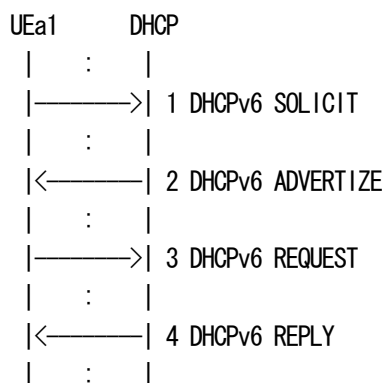 UEa1 DHCP
| : |
|-------->| 1 DHCPv6 SOLICIT
| : |
|<--------| 2 DHCPv6 ADVERTIZE
| : |
|-------->| 3 DHCPv6 REQUEST
| : |
|<--------| 4 DHCPv6 REPLY
| : |